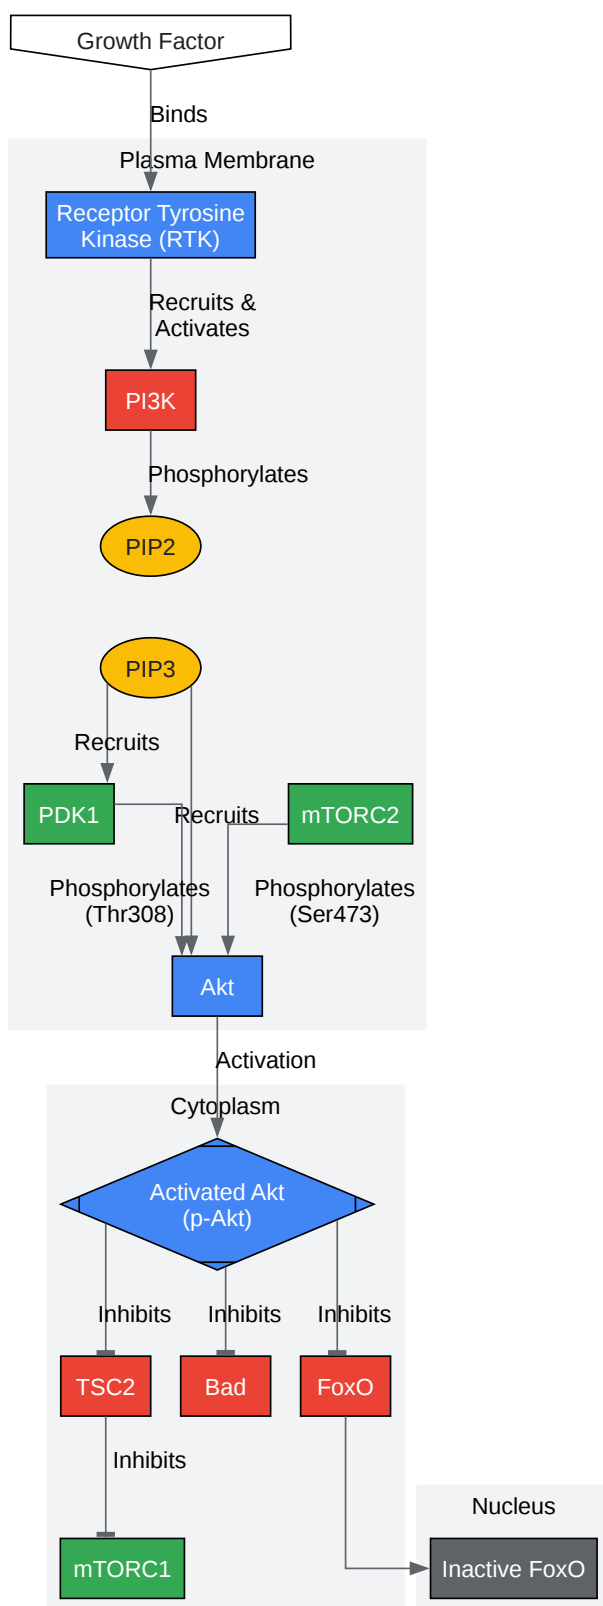 Growth Factor
Binds
Plasma Membrane
Receptor Tyrosine
Kinase (RTK)
Recruits &
Activates
PI3K
Phosphorylates
PIP2
PIP3
Recruits
PDK1
Recruits
mTORC2
Phosphorylates
(Thr308)
Phosphorylates
(Ser473)
Akt
Activation
Cytoplasm
Activated Akt
(p-Akt)
Inhibits
Inhibits
Inhibits
TSC2
Bad
FoxO
Inhibits
Nucleus
mTORC1
Inactive FoxO